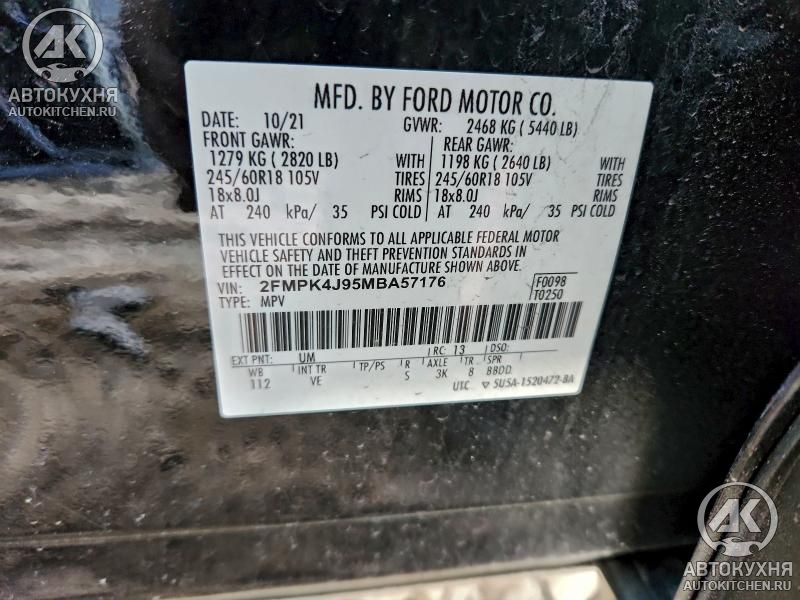 АК
АВТОКУХНЯ
AUTOKITCHEN.RU
MFD. BY FORD MOTOR CO.
DATE: 10/21 GVWR: 2468 KG ( 5440 LB)
FRONT GAWR: REAR GAWR:
1279 KG ( 2820 LB) WITH 1198 KG ( 2640 LB) WITH
245/60R18 105V TIRES 245/60R18 105V TIRES
18x8.0J RIMS 18x8.0J RIMS
AT 240 kPa/ 35 PSI COLD AT 240 kPa/ 35 PSI COLD
THIS VEHICLE CONFORMS TO ALL APPLICABLE FEDERAL MOTOR
VEHICLE SAFETY AND THEFT PREVENTION STANDARDS IN
EFFECT ON THE DATE OF MANUFACTURE SHOWN ABOVE.
VIN: 2FMPK4J95MBA57176 F0098
TYPE: MPV T0250
EXT PNT: UM RC: 13 DSO:
WB INT TR TP/PS R AXLE TR SPR
112 VE S 3K 8 BBDD
UTC ▽ 5U5A-1520472-BA
АК
АВТОКУХНЯ
AUTOKITCHEN.RU